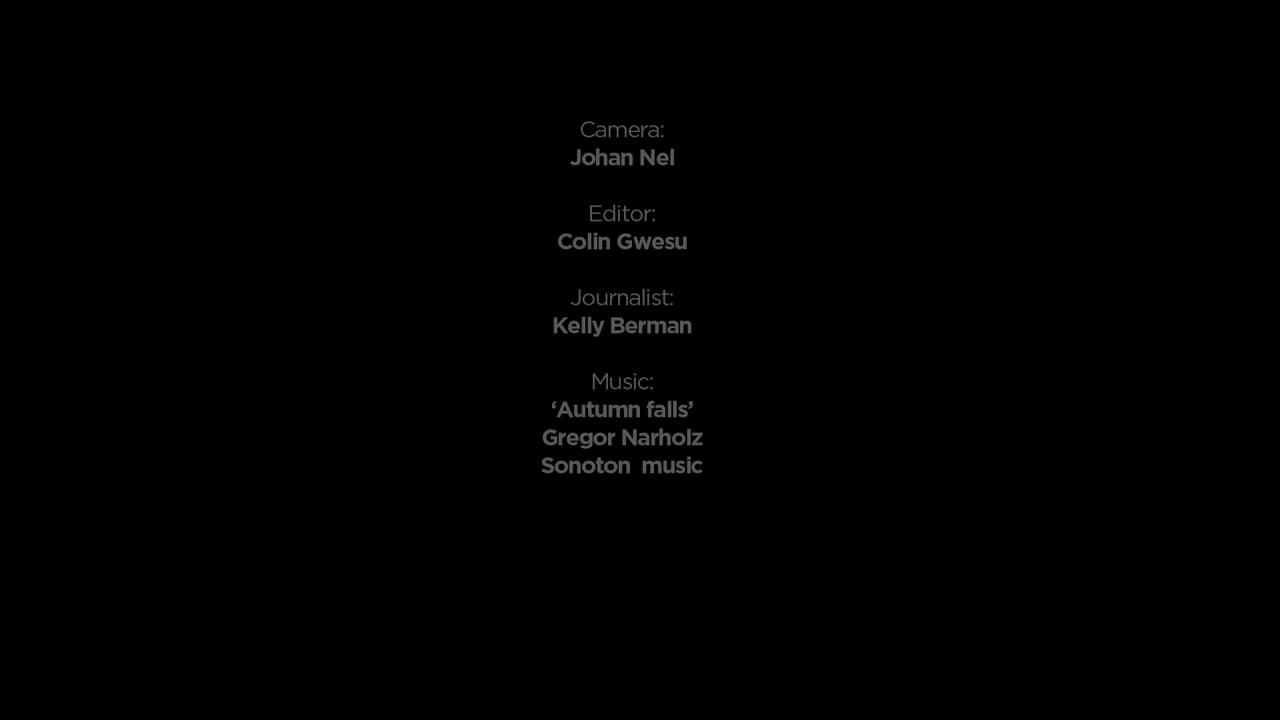 Camera:
Johan Nel
Editor:
Colin Gwesu
Journalist:
Kelly Berman
Music:
‘Autumn falls’
Gregor Narholz
Sonoton  music